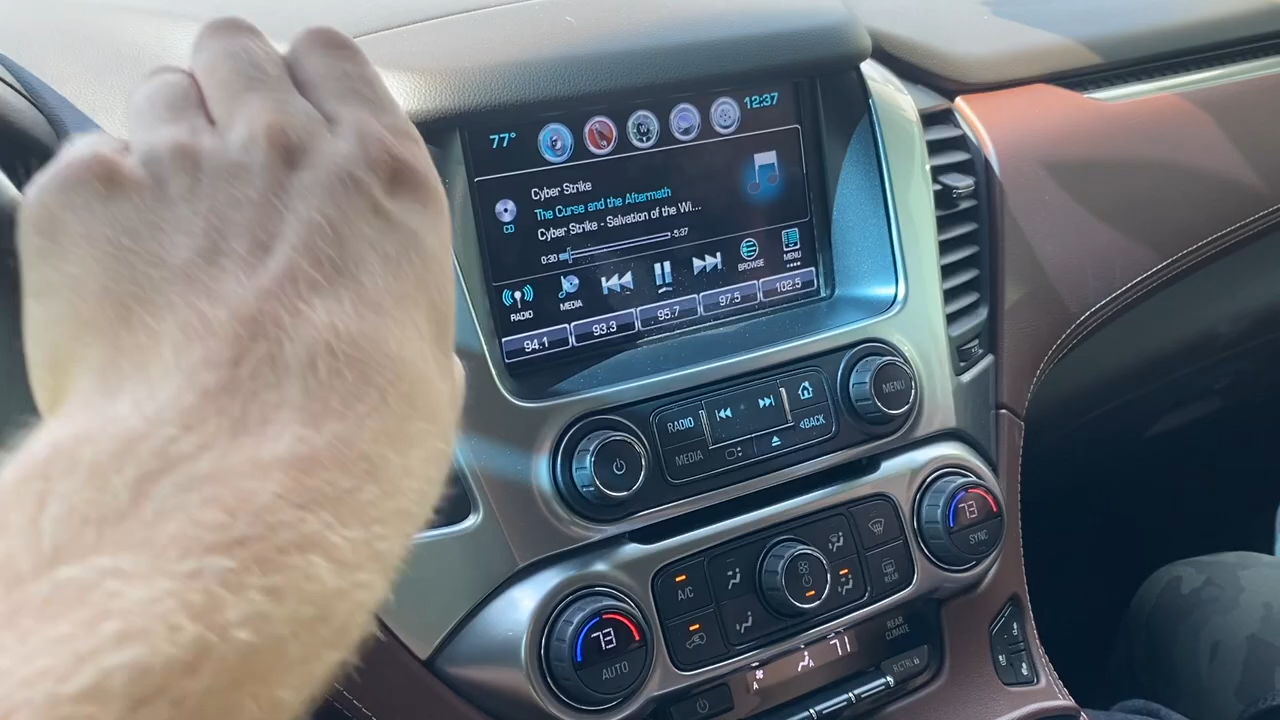 77°
12:37
Cyber Strike
The Curse and the Aftermath
Cyber Strike - Salvation of the Wi...
CD
0:30
-5:37
RADIO
MEDIA
BROWSE
MENU
94.1
93.3
95.7
97.5
102.5
RADIO
MEDIA
BACK
MENU
73
SYNC
A/C
REAR
73
AUTO
A
71
REAR
CLIMATE
R CTRL